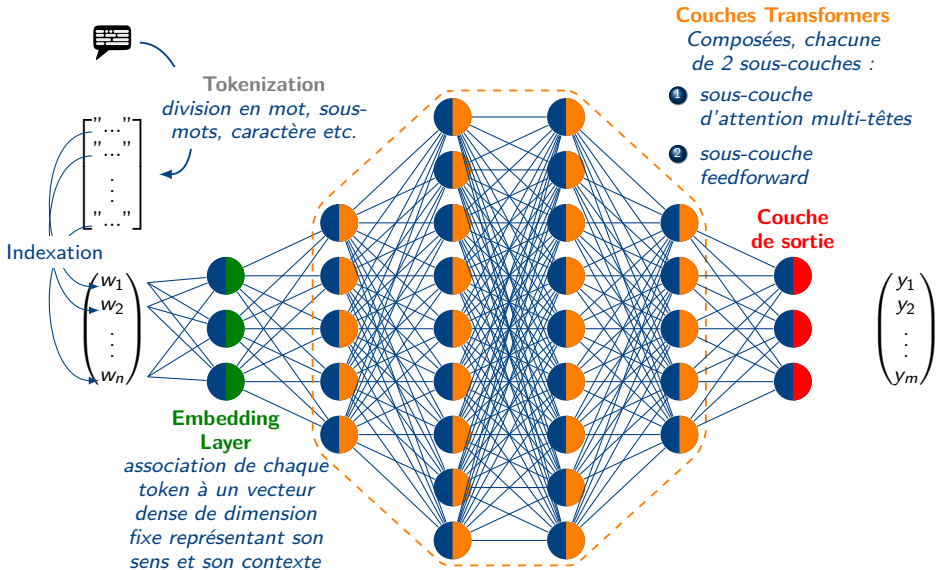 Couches Transformers
Composées, chacune
de 2 sous-couches :
1 sous-couche
d'attention multi-têtes
2 sous-couche
feedforward
Tokenization
division en mot, sous-
mots, caractère etc.
"..."
"..."
.
.
"..."
Indexation
w1
w2
.
.
wn
Embedding
Layer
association de chaque
token à un vecteur
dense de dimension
fixe représentant son
sens et son contexte
Couche
de sortie
y1
y2
.
.
ym